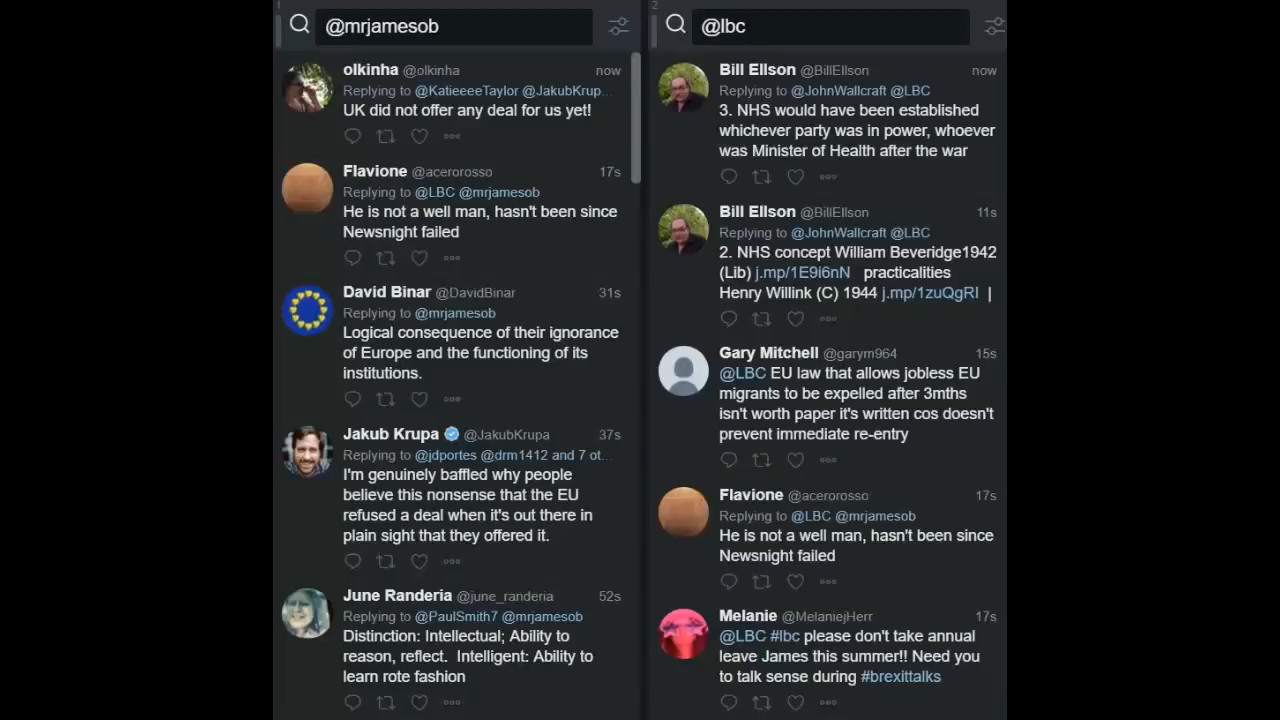 1
@mrjamesob
olkinha @olkinha now
Replying to @KatieeeeTaylor @JakubKrup...
UK did not offer any deal for us yet!
Flavione @acerorosso 17s
Replying to @LBC @mrjamesob
He is not a well man, hasn't been since
Newsnight failed
David Binar @DavidBinar 31s
Replying to @mrjamesob
Logical consequence of their ignorance
of Europe and the functioning of its
institutions.
Jakub Krupa @JakubKrupa 37s
Replying to @jdportes @drm1412 and 7 ot...
I'm genuinely baffled why people
believe this nonsense that the EU
refused a deal when it's out there in
plain sight that they offered it.
June Randeria @june_randeria 52s
Replying to @PaulSmith7 @mrjamesob
Distinction: Intellectual; Ability to
reason, reflect. Intelligent: Ability to
learn rote fashion
2
@lbc
Bill Ellson @BillEllson now
Replying to @JohnWallcraft @LBC
3. NHS would have been established
whichever party was in power, whoever
was Minister of Health after the war
Bill Ellson @BillEllson 11s
Replying to @JohnWallcraft @LBC
2. NHS concept William Beveridge1942
(Lib) j.mp/1E9i6nN practicalities
Henry Willink (C) 1944 j.mp/1zuQgRI |
Gary Mitchell @garym964 15s
@LBC EU law that allows jobless EU
migrants to be expelled after 3mths
isn't worth paper it's written cos doesn't
prevent immediate re-entry
Flavione @acerorosso 17s
Replying to @LBC @mrjamesob
He is not a well man, hasn't been since
Newsnight failed
Melanie @MelaniejHerr 17s
@LBC #lbc please don't take annual
leave James this summer!! Need you
to talk sense during #brexittalks